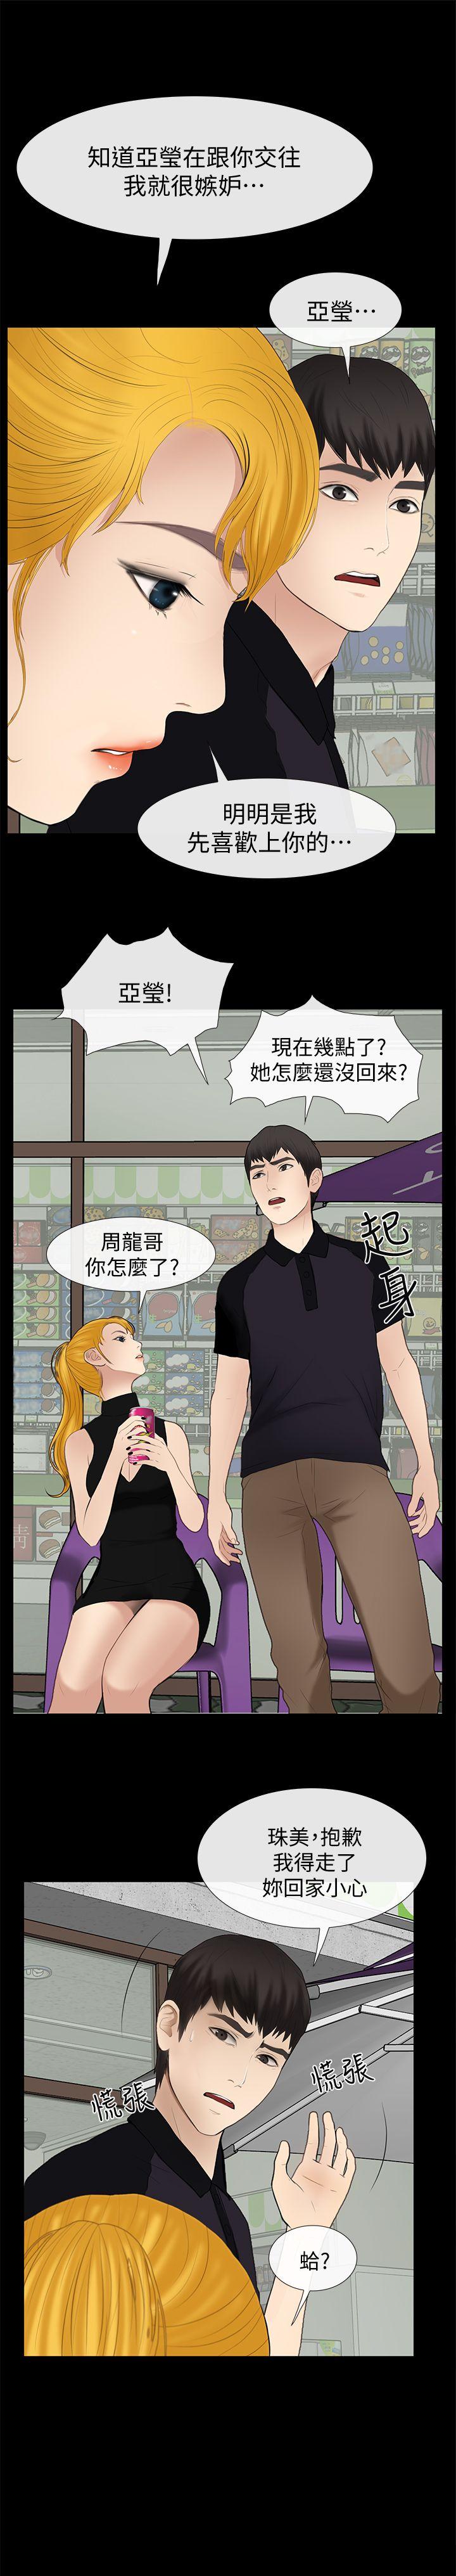 知道亞瑩在跟你交往
我就很嫉妒⋯
亞瑩⋯
明明是我
先喜歡上你的⋯
亞瑩!
現在幾點了?
她怎麼還沒回來?
周龍哥
你怎麼了?
起身
珠美,抱歉
我得走了
妳回家小心
慌張
慌張
蛤?